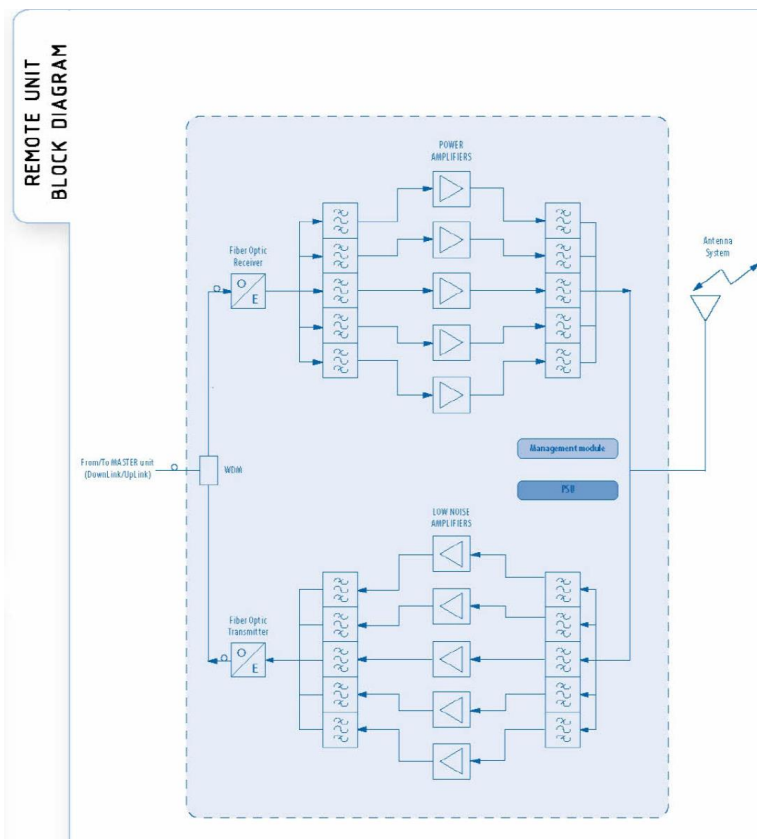 REMOTE UNIT
BLOCK DIAGRAM
POWER
AMPLIFIERS
Fiber Optic
Receiver
O
E
Antenna
System
Management module
From/To MASTER unit
(DownLink/UpLink)
WDM
PSU
LOW NOISE
AMPLIFIERS
Fiber Optic
Transmitter
O
E